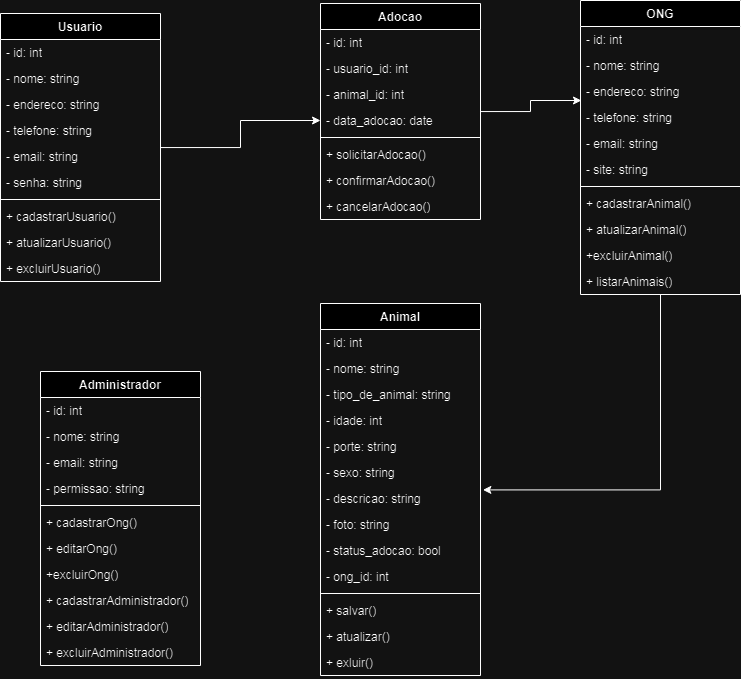 Usuario
- id: int
- nome: string
- endereco: string
- telefone: string
- email: string
- senha: string
+ cadastrarUsuario()
+ atualizarUsuario()
+ excluirUsuario()
Adocao
- id: int
- usuario_id: int
- animal_id: int
- data_adocao: date
+ solicitarAdocao()
+ confirmarAdocao()
+ cancelarAdocao()
ONG
- id: int
- nome: string
- endereco: string
- telefone: string
- email: string
- site: string
+ cadastrarAnimal()
+ atualizarAnimal()
+excluirAnimal()
+ listarAnimais()
Administrador
- id: int
- nome: string
- email: string
- permissao: string
+ cadastrarOng()
+ editarOng()
+excluirOng()
+ cadastrarAdministrador()
+ editarAdministrador()
+ excluirAdministrador()
Animal
- id: int
- nome: string
- tipo_de_animal: string
- idade: int
- porte: string
- sexo: string
- descricao: string
- foto: string
- status_adocao: bool
- ong_id: int
+ salvar()
+ atualizar()
+ exluir()